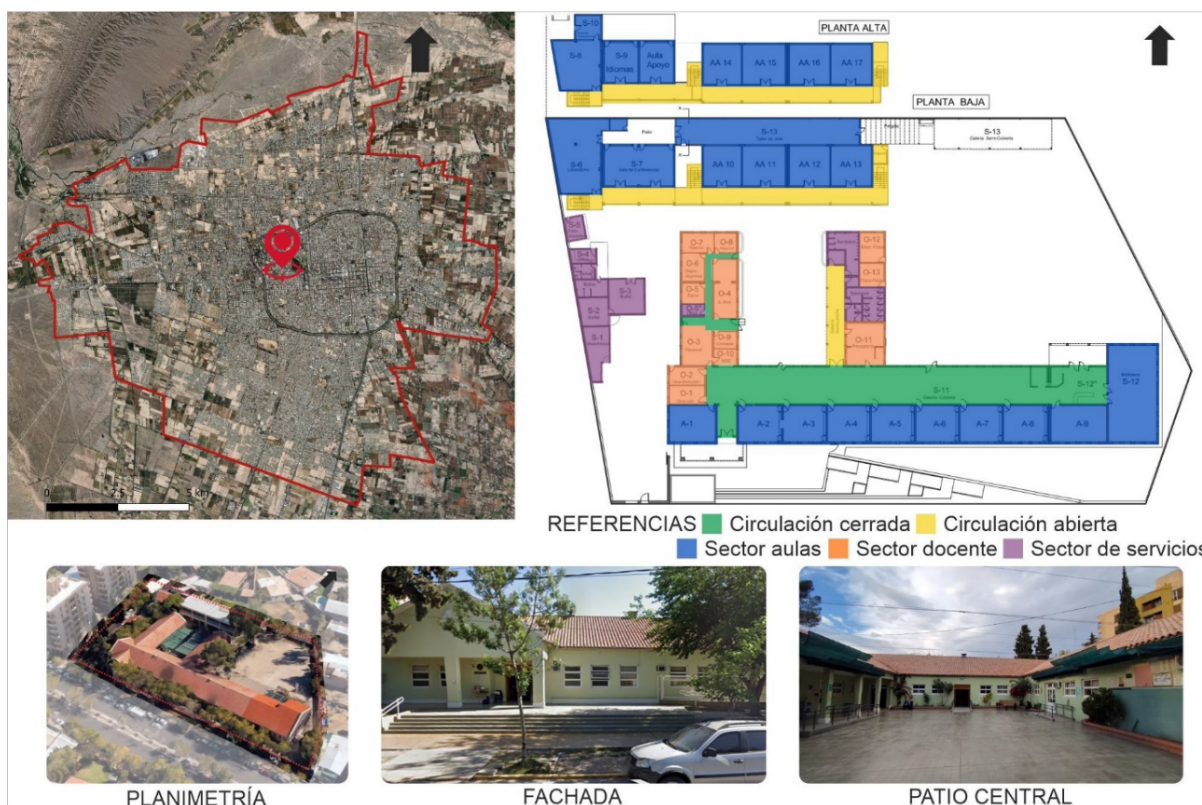 0 2.5 5 km
PLANTA ALTA
S-10
S-8
S-9
Idiomas
Aula
Apoyo
AA 14
AA 15
AA 16
AA 17
PLANTA BAJA
Patio
S-13
S-13
S-6
S-7
AA 10
AA 11
AA 12
AA 13
S-3
S-2
S-1
O-7
O-8
O-6
O-5
O-4
O-3
O-9
O-10
O-2
O-1
O-12
O-13
O-11
S-11
S-12*
S-12
A-1
A-2
A-3
A-4
A-5
A-6
A-7
A-8
A-9
REFERENCIAS Circulación cerrada Circulación abierta
Sector aulas Sector docente Sector de servicios
PLANIMETRÍA
FACHADA
PATIO CENTRAL